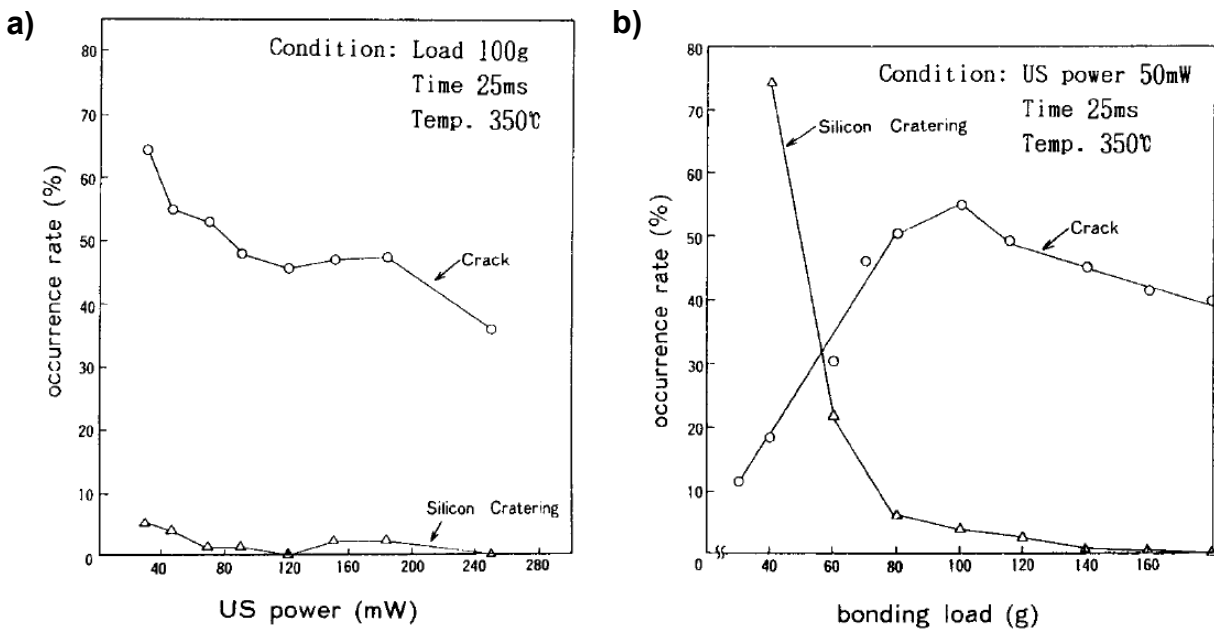 a)
Condition: Load 100g
Time 25ms
Temp. 350℃
80
70
60
50
40
30
20
10
0
occurrence rate (%)
Crack
Silicon Cratering
40 80 120 160 200 240 280
US power (mW)
b)
Condition: US power 50mW
Time 25ms
Temp. 350℃
80
70
60
50
40
30
20
10
0
occurrence rate (%)
Silicon Cratering
Crack
40 60 80 100 120 140 160
bonding load (g)